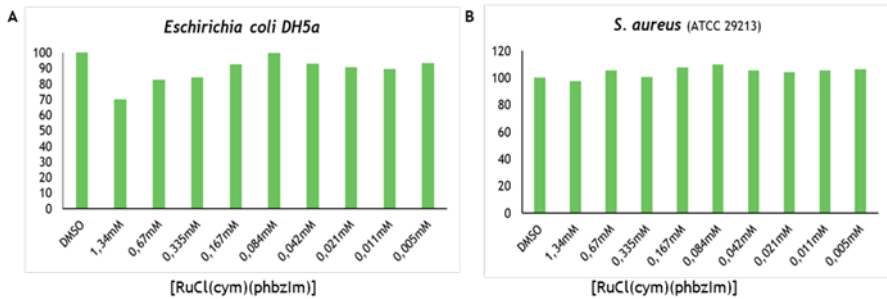 A
Eschirichia coli DH5a
100
90
80
70
60
50
40
30
20
10
0
DMSO
1,34mM
0,67mM
0,335mM
0,167mM
0,084mM
0,042mM
0,021mM
0,011mM
0,005mM
[RuCl(cym)(phbzIm)]
B
S. aureus (ATCC 29213)
120
100
80
60
40
20
0
DMSO
1,34mM
0,67mM
0,335mM
0,167mM
0,084mM
0,042mM
0,021mM
0,011mM
0,005mM
[RuCl(cym)(phbzIm)]